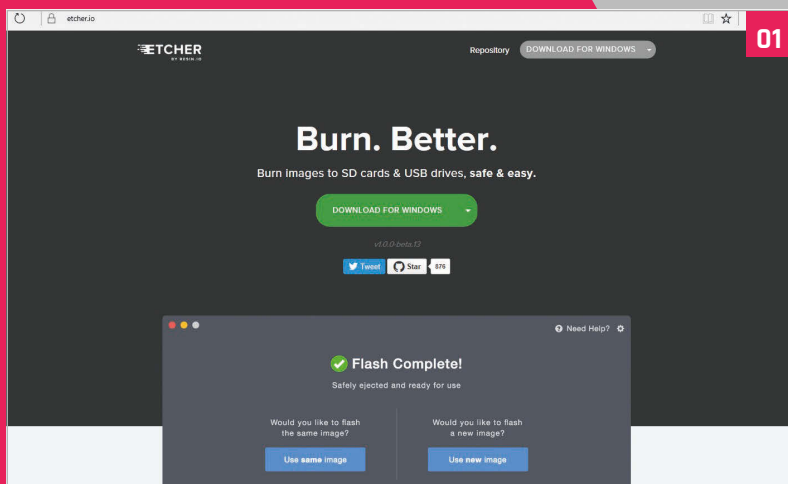 etcher.io
01
ETCHER
BY RESIN.IO
Repository
DOWNLOAD FOR WINDOWS
Burn. Better.
Burn images to SD cards & USB drives, safe & easy.
DOWNLOAD FOR WINDOWS
v1.0.0-beta.13
Tweet
Star
876
Need Help?
Flash Complete!
Safely ejected and ready for use
Would you like to flash
the same image?
Would you like to flash
a new image?
Use same image
Use new image